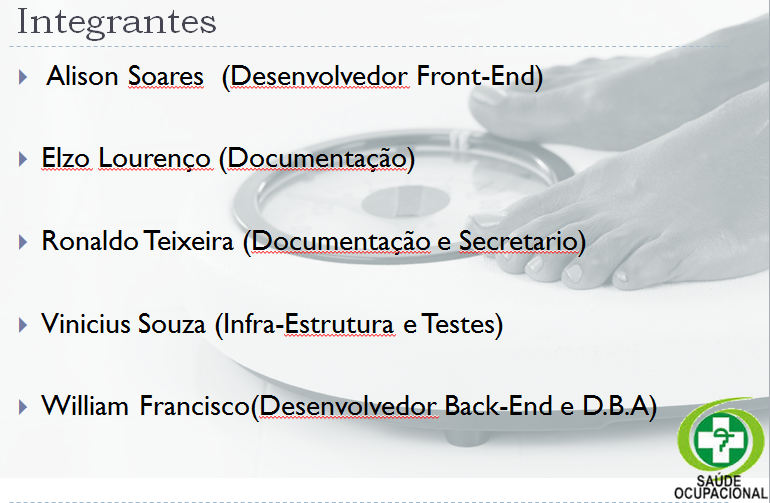 Integrantes
Alison Soares (Desenvolvedor Front-End)
Elzo Lourenço (Documentação)
Ronaldo Teixeira (Documentação e Secretario)
Vinicius Souza (Infra-Estrutura e Testes)
William Francisco(Desenvolvedor Back-End e D.B.A)
SAÚDE
OCUPACIONAL